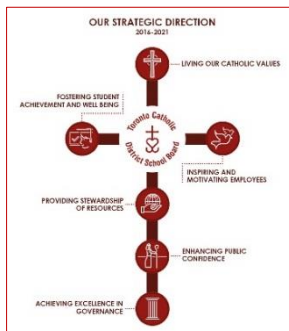 OUR STRATEGIC DIRECTION
2016-2021
LIVING OUR CATHOLIC VALUES
FOSTERING STUDENT
ACHIEVEMENT AND WELL BEING
Toronto Catholic
District School Board
INSPIRING AND
MOTIVATING EMPLOYEES
PROVIDING STEWARDSHIP
OF RESOURCES
ENHANCING PUBLIC
CONFIDENCE
ACHIEVING EXCELLENCE IN
GOVERNANCE